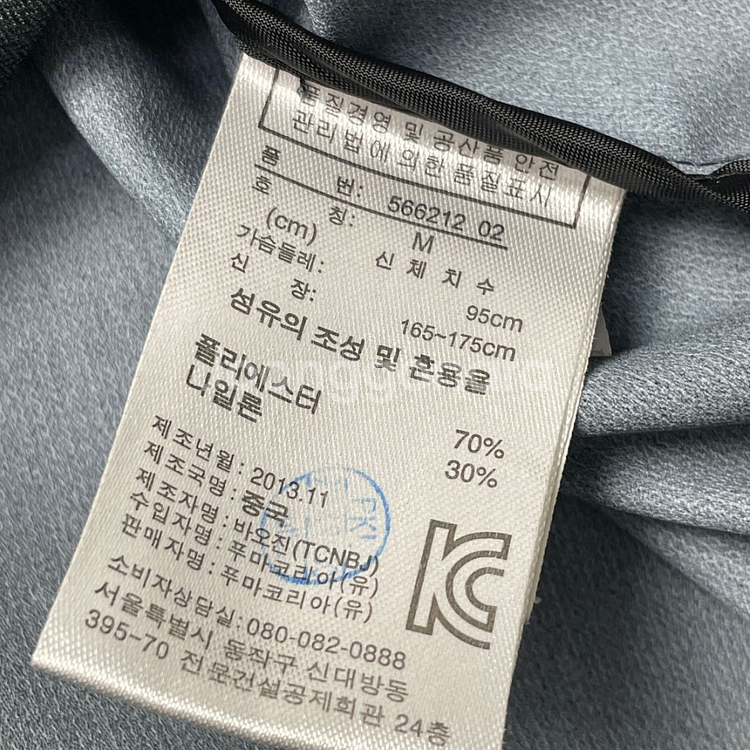 품질경영 및 공산품 안전
관리법에 의한 품질표시
품 번: 566212 02
호 칭: M
(cm) 신 체 치 수
가슴둘레: 95cm
신 장: 165~175cm
섬유의 조성 및 혼용율
폴리에스터 70%
나일론 30%
제조년월: 2013.11
제조국명: 중국
제조자명: 바오진(TCNBJ)
수입자명: 푸마코리아(유)
판매자명: 푸마코리아(유)
소비자상담실: 080-082-0888
서울특별시 동작구 신대방동
395-70 전문건설공제회관 24층